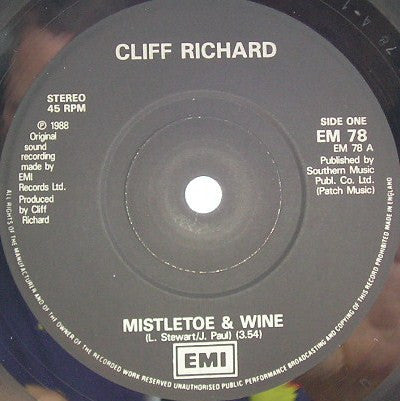 CLIFF RICHARD
STEREO
45 RPM
℗ 1988
Original
sound
recording
made by
EMI
Records Ltd.
Produced
by Cliff
Richard
SIDE ONE
EM 78
EM 78 A
Published by
Southern Music
Publ. Co. Ltd.
(Patch Music)
MISTLETOE & WINE
(L. Stewart/J. Paul) (3.54)
EMI
ALL RIGHTS OF THE MANUFACTURER AND OF THE OWNER OF THE RECORDED WORK RESERVED UNAUTHORISED PUBLIC PERFORMANCE BROADCASTING AND COPYING OF THIS RECORD PROHIBITED MADE IN ENGLAND